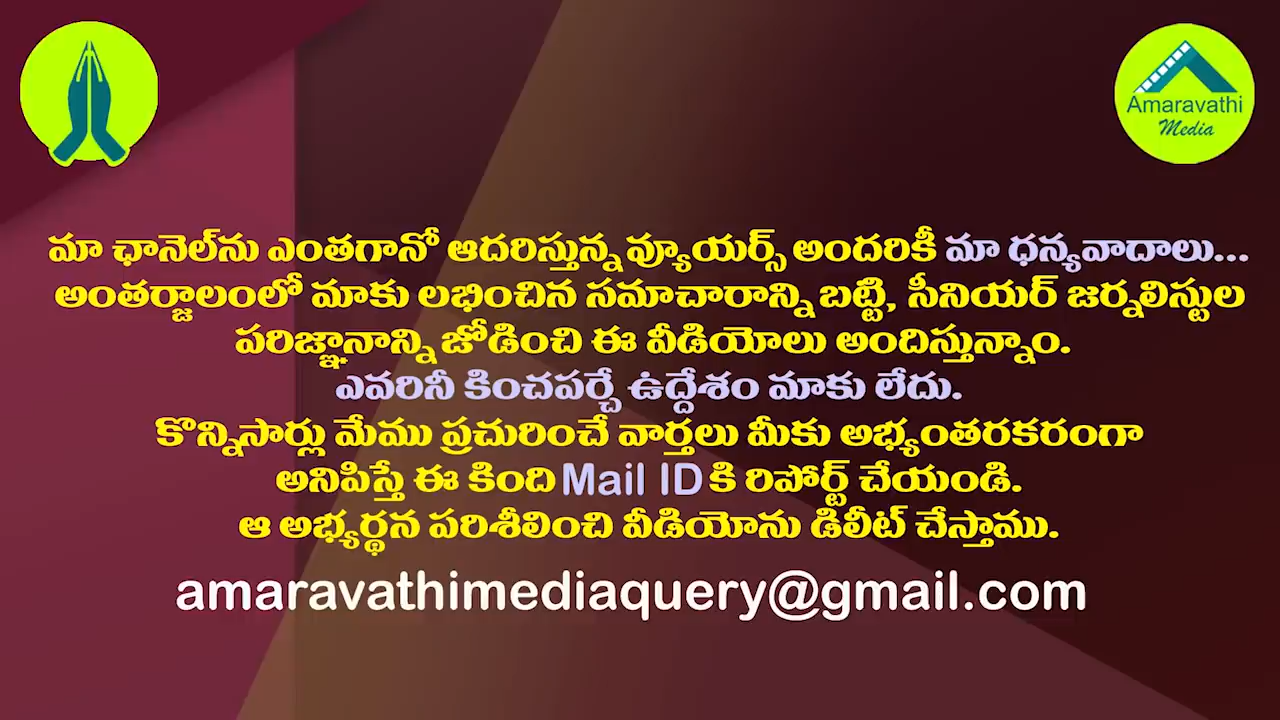 Amaravathi
Media
మా ఛానెల్‌ను ఎంతగానో ఆదరిస్తున్న వ్యూయర్స్ అందరికీ మా ధన్యవాదాలు...
అంతర్జాలంలో మాకు లభించిన సమాచారాన్ని బట్టి, సీనియర్ జర్నలిస్టుల
పరిజ్ఞానాన్ని జోడించి ఈ వీడియోలు అందిస్తున్నాం.
ఎవరినీ కించపర్చే ఉద్దేశం మాకు లేదు.
కొన్నిసార్లు మేము ప్రచురించే వార్తలు మీకు అభ్యంతరకరంగా
అనిపిస్తే ఈ కింది Mail ID కి రిపోర్ట్ చేయండి.
ఆ అభ్యర్థన పరిశీలించి వీడియోను డిలీట్ చేస్తాము.
amaravathimediaquery@gmail.com